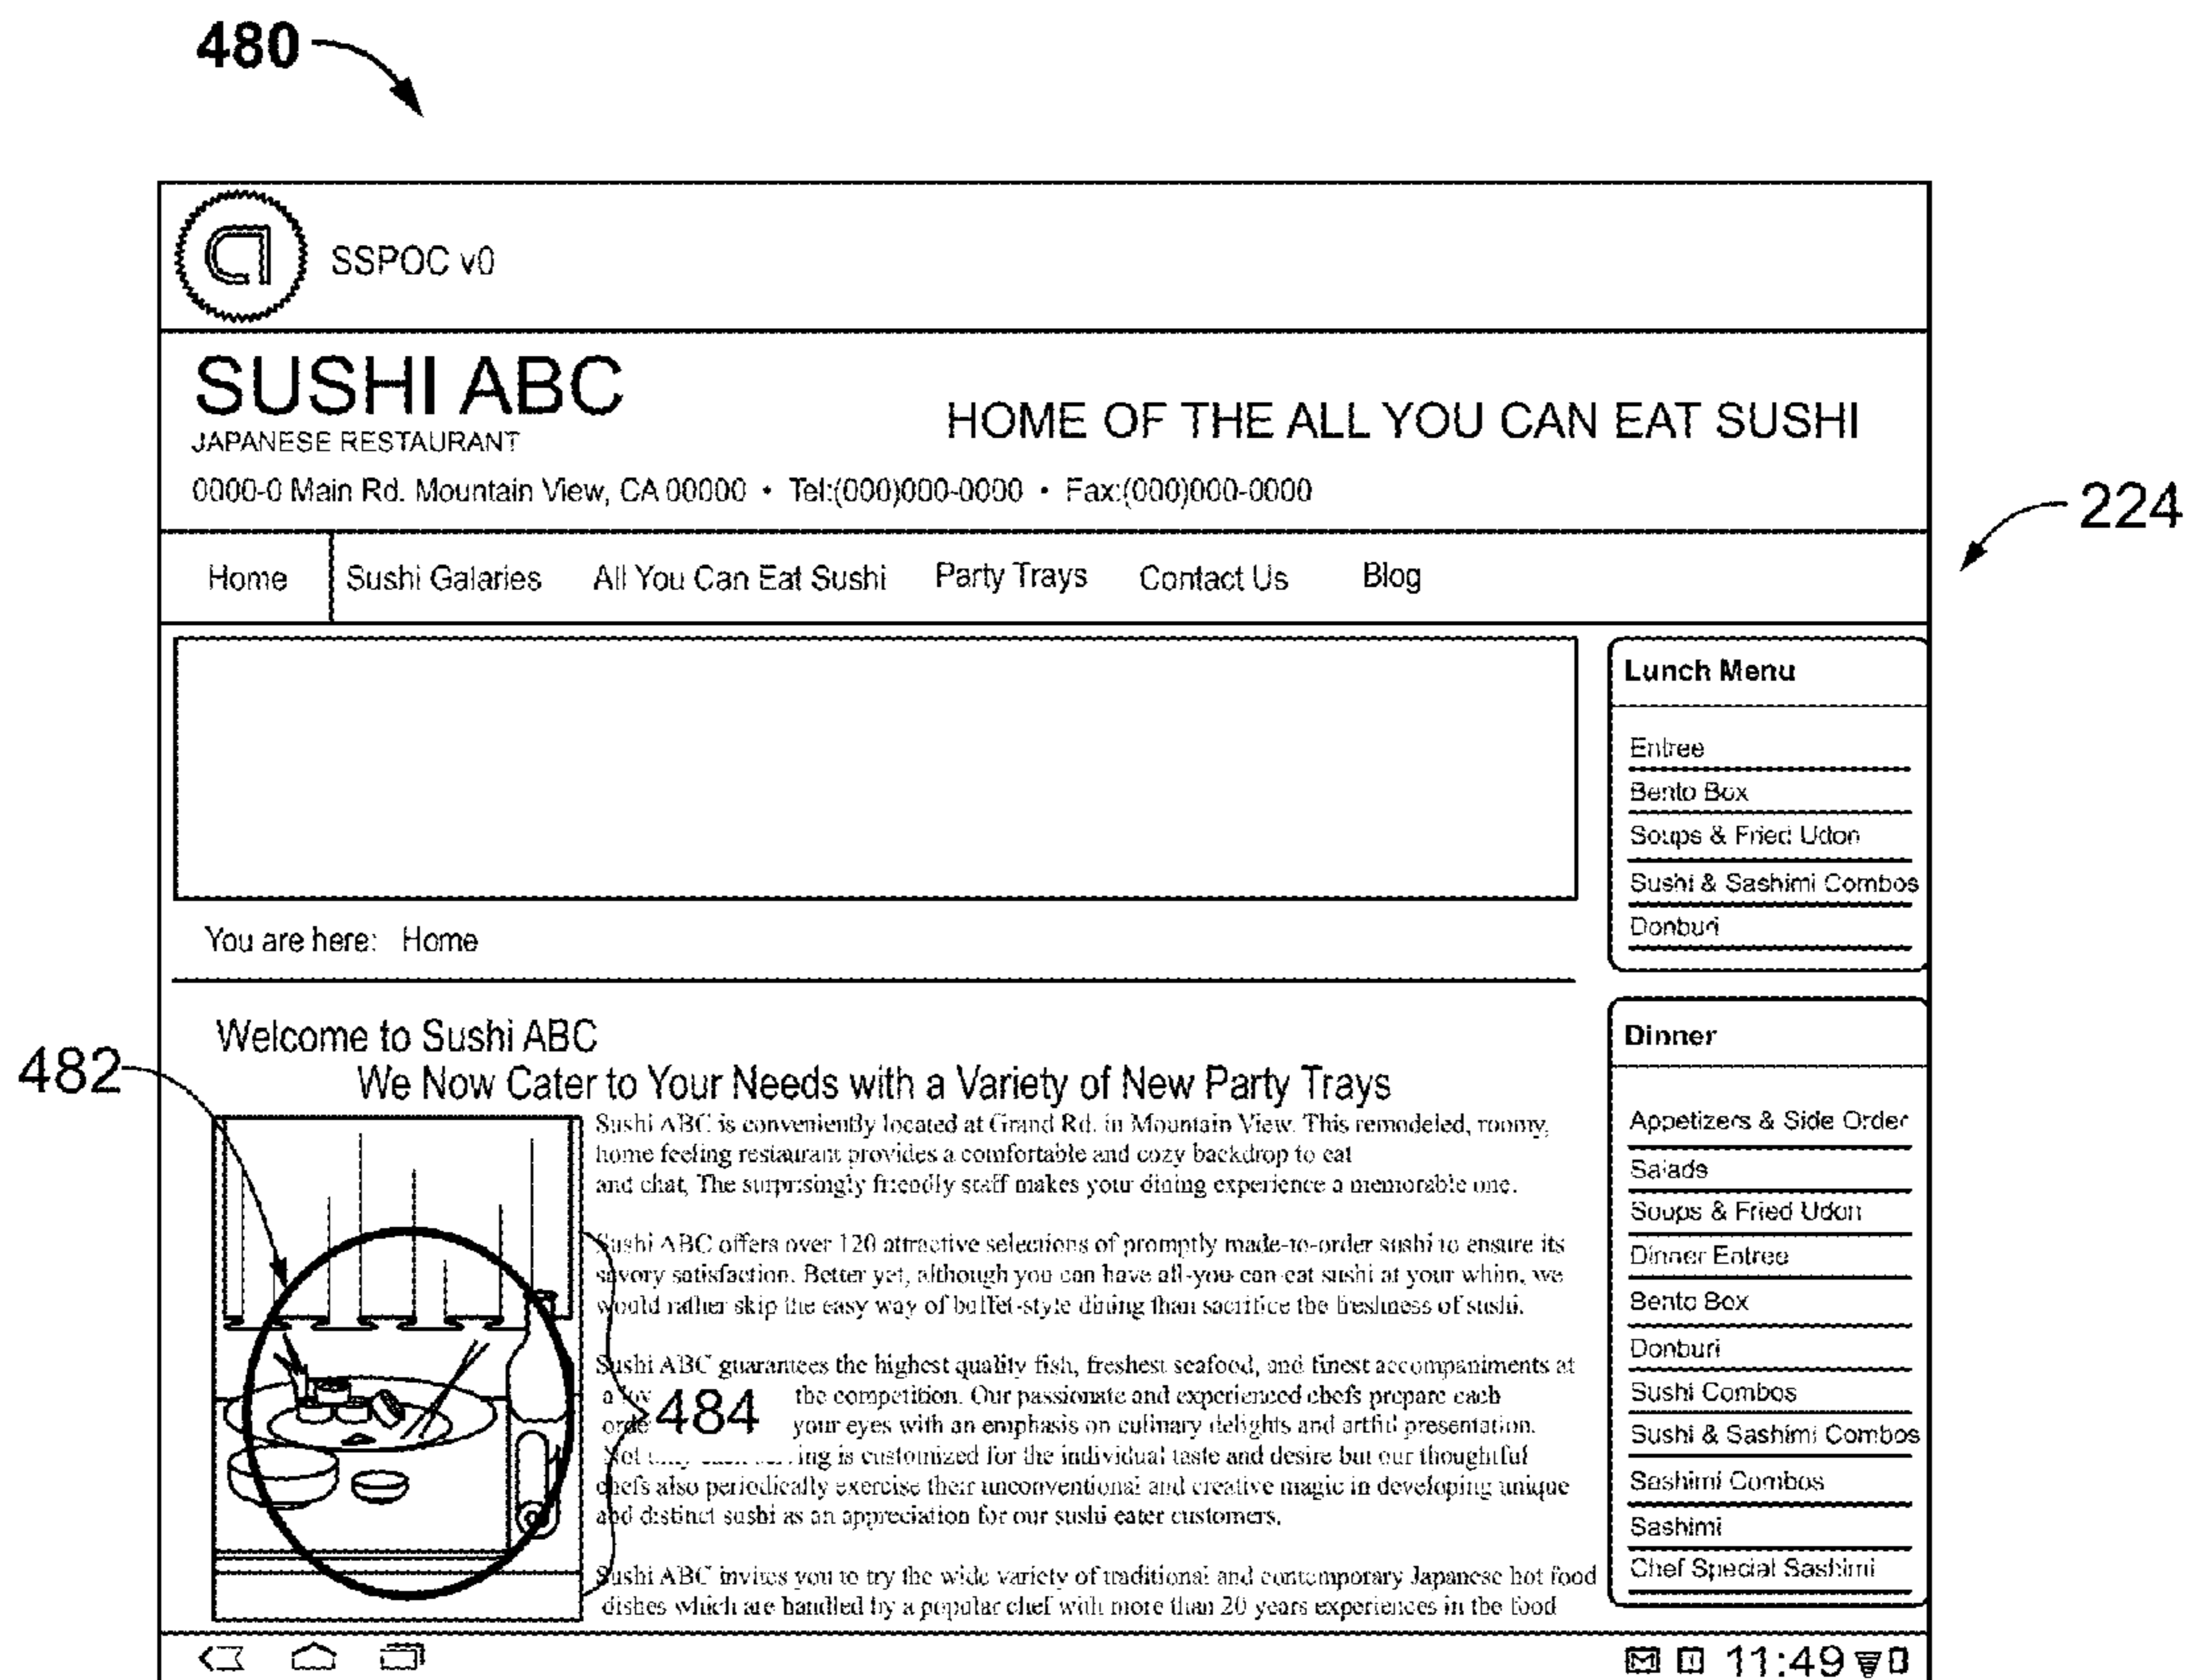 480
SSPOC v0
SUSHI ABC
JAPANESE RESTAURANT
HOME OF THE ALL YOU CAN EAT SUSHI
0000-0 Main Rd. Mountain View, CA 00000 • Tel:(000)000-0000 • Fax:(000)000-0000
224
Home Sushi Galaries All You Can Eat Sushi Party Trays Contact Us Blog
Lunch Menu
Entree
Bento Box
Soups & Fried Udon
Sushi & Sashimi Combos
Donburi
You are here: Home
482
Welcome to Sushi ABC
We Now Cater to Your Needs with a Variety of New Party Trays
Sushi ABC is conveniently located at Grand Rd. in Mountain View. This remodeled, roomy,
home feeling restaurant provides a comfortable and cozy backdrop to eat
and chat, The surprisingly friendly staff makes your dining experience a memorable one.
Sushi ABC offers over 120 attractive selections of promptly made-to-order sushi to ensure its
savory satisfaction. Better yet, although you can have all-you-can-eat sushi at your whim, we
would rather skip the easy way of buffet-style dining than sacrifice the freshness of sushi.
Sushi ABC guarantees the highest quality fish, freshest seafood, and finest accompaniments at
a the competition. Our passionate and experienced chefs prepare each
your eyes with an emphasis on culinary delights and artful presentation.
Not is customized for the individual taste and desire but our thoughtful
chefs also periodically exercise their unconventional and creative magic in developing unique
and distinct sushi as an appreciation for our sushi eater customers.
484
Sushi ABC invites you to try the wide variety of traditional and contemporary Japanese hot food
dishes which are handled by a popular chef with more than 20 years experiences in the food
Dinner
Appetizers & Side Order
Salads
Soups & Fried Udon
Dinner Entree
Bento Box
Donburi
Sushi Combos
Sushi & Sashimi Combos
Sashimi Combos
Sashimi
Chef Special Sashimi
11:49